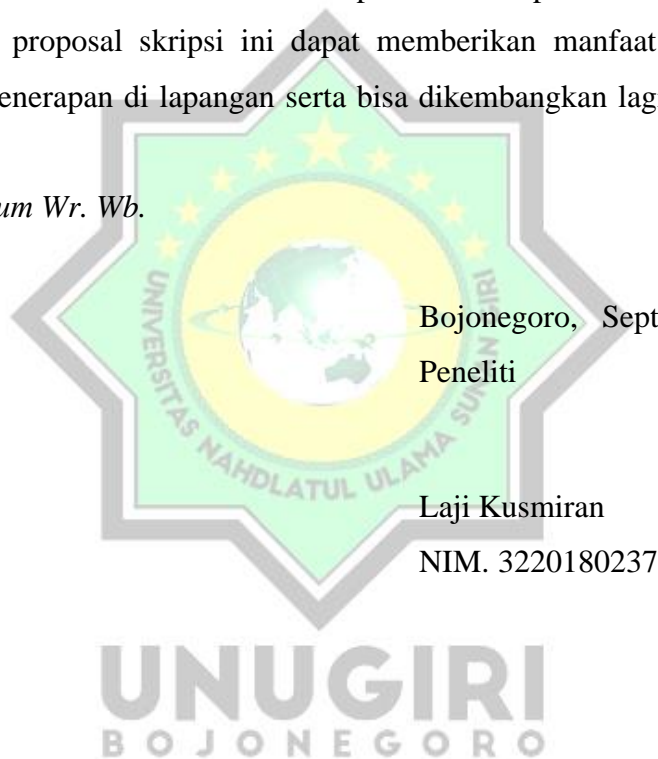 proposal skripsi ini dapat memberikan manfaat
enerapan di lapangan serta bisa dikembangkan lag
um Wr. Wb.
Bojonegoro, Sept
Peneliti
Laji Kusmiran
NIM. 3220180237
UNIVERSITAS NAHDLATUL ULAMA SUNAN GIRI
UNUGIRI
BOJONEGORO